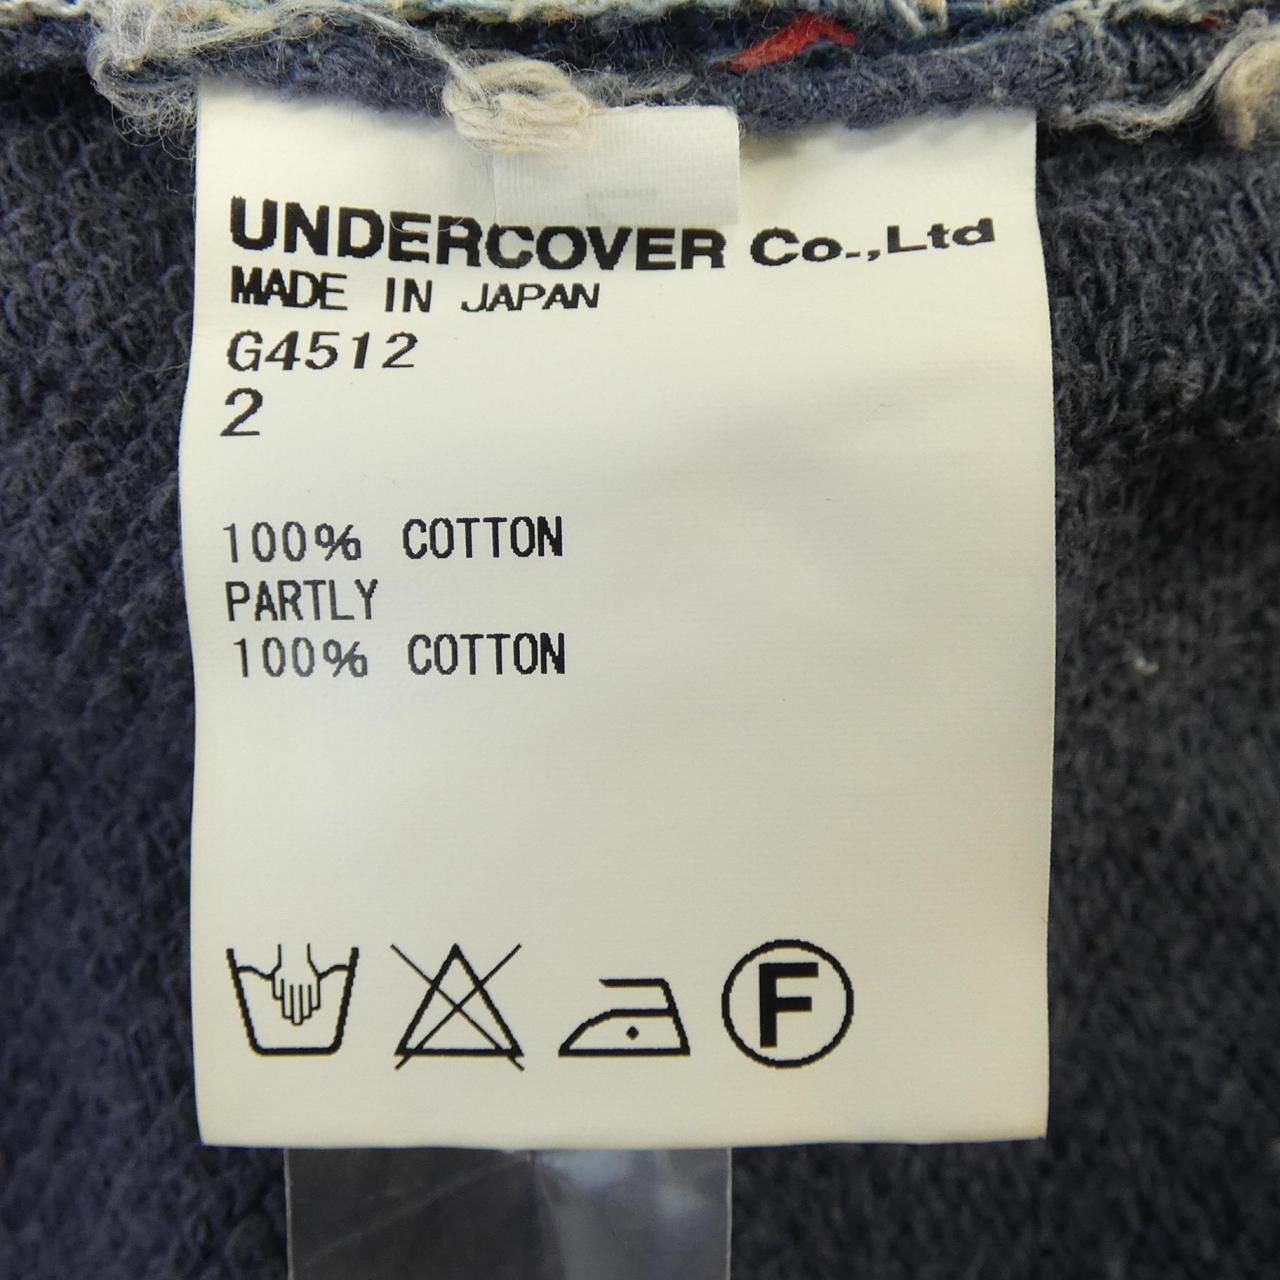 UNDERCOVER Co.,Ltd
MADE IN JAPAN
G4512
2
100% COTTON
PARTLY
100% COTTON
F